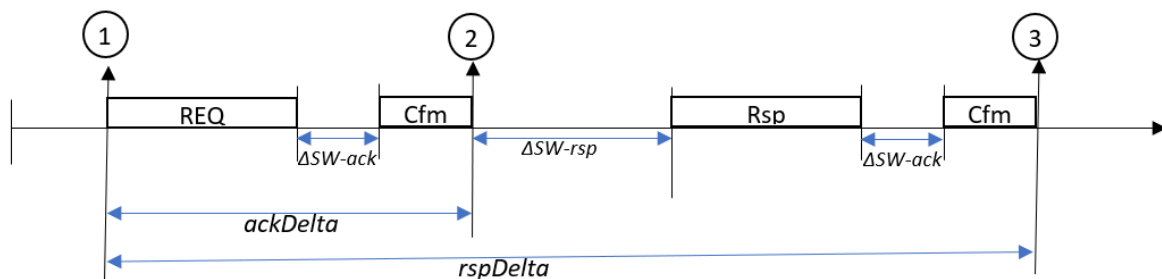 1
2
3
REQ
Cfm
Rsp
Cfm
ΔSW-ack
ΔSW-rsp
ΔSW-ack
ackDelta
rspDelta